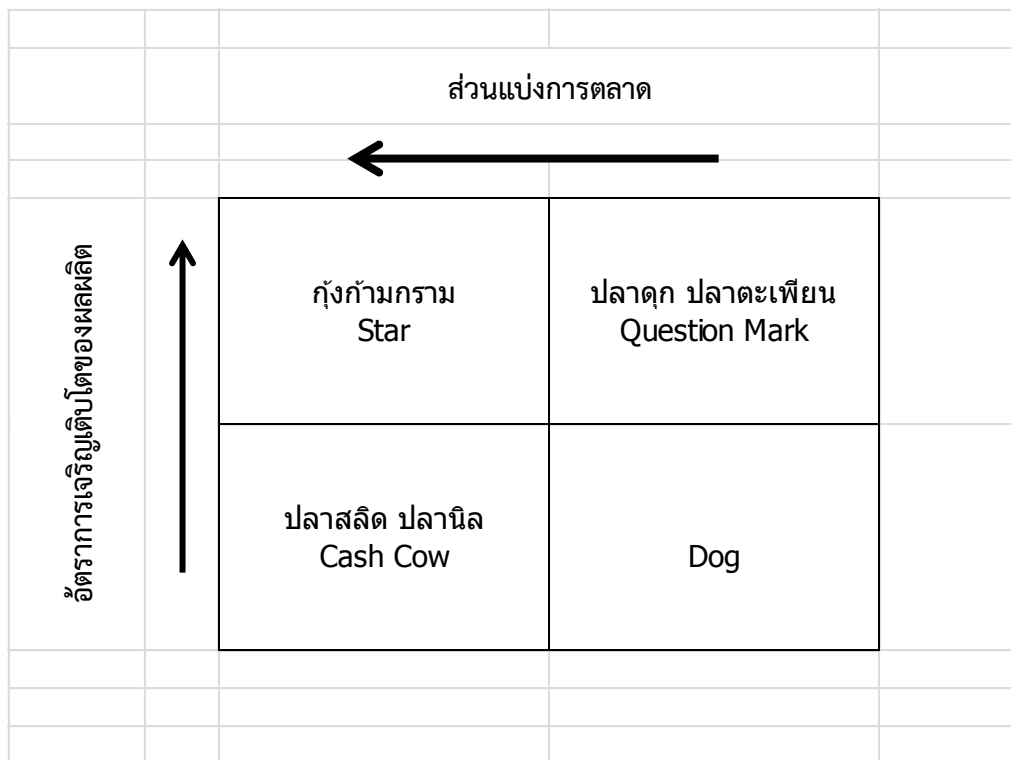 ส่วนแบ่งการตลาด
อ้ตราการเจริญเติบโตของผลผลิต
กุ้งก้ามกราม
Star
ปลาดุก ปลาตะเพียน
Question Mark
ปลาสลิด ปลานิล
Cash Cow
Dog